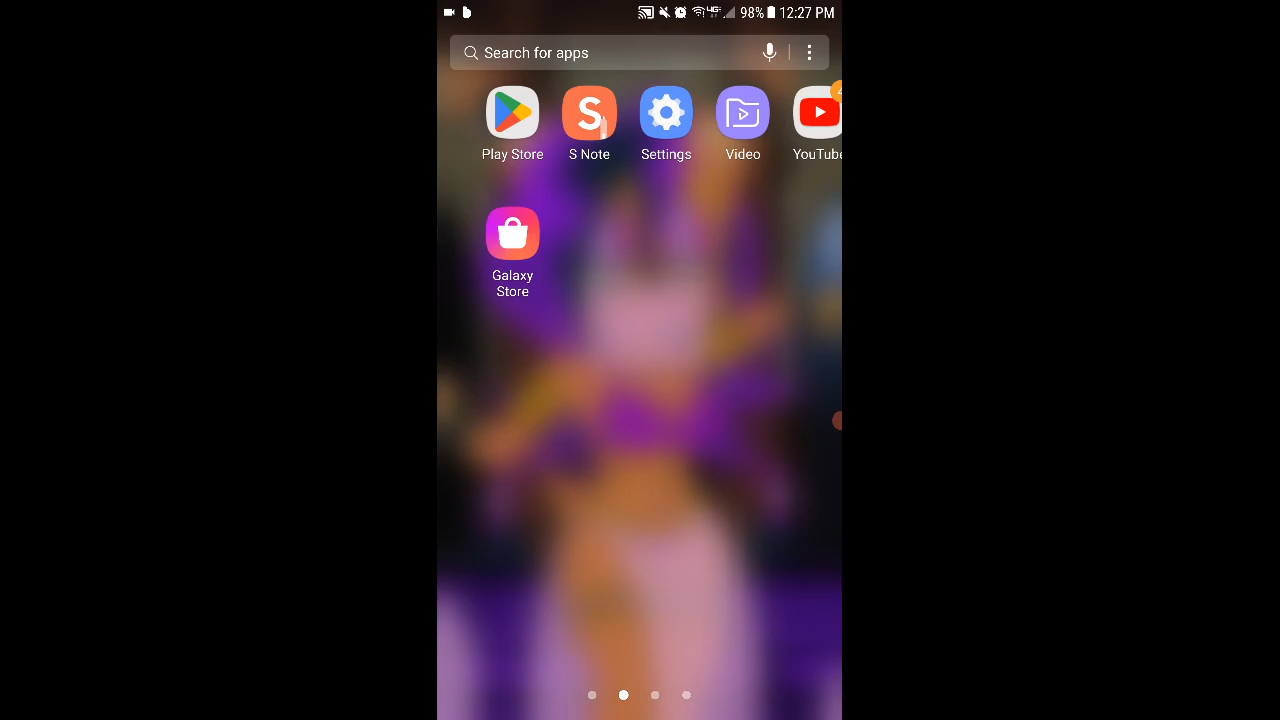 98% 12:27 PM
Search for apps
Play Store
S Note
Settings
Video
YouTube
Galaxy
Store